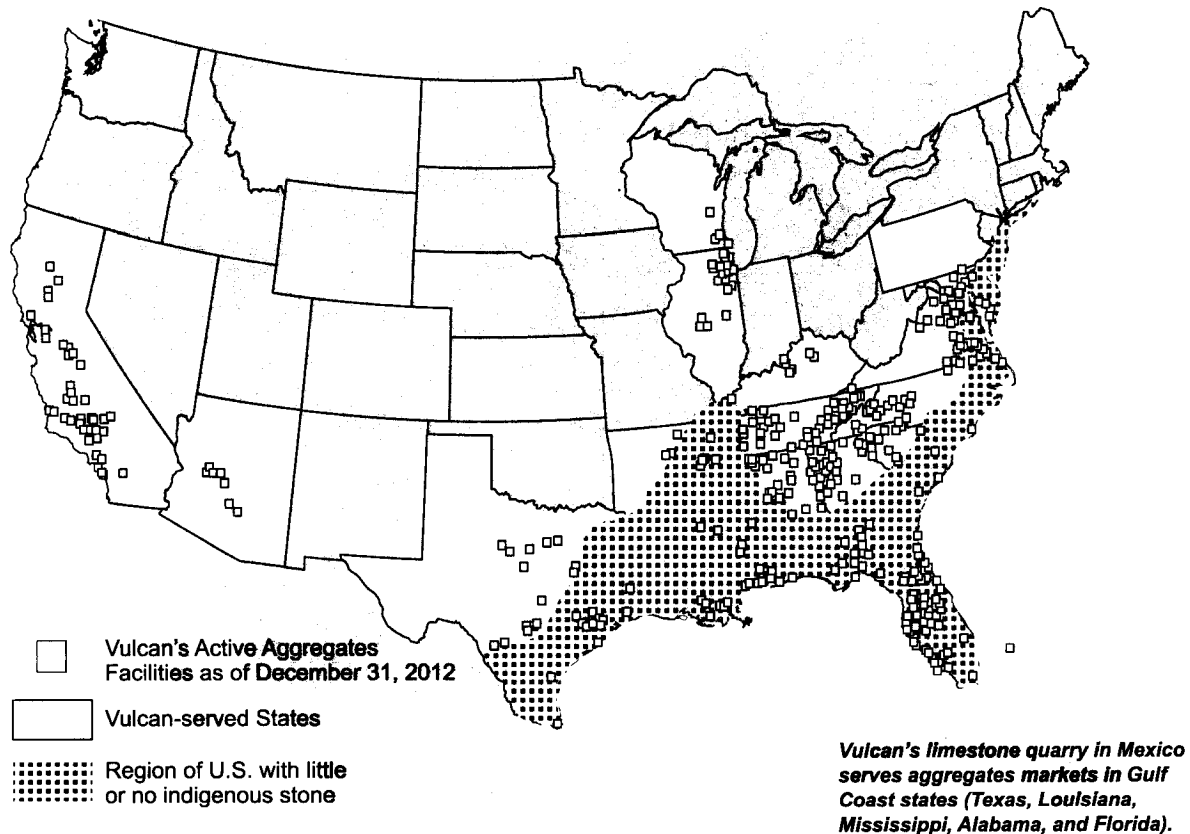 Vulcan's Active Aggregates
Facilities as of December 31, 2012
Vulcan-served States
Region of U.S. with little
or no indigenous stone
Vulcan's limestone quarry in Mexico
serves aggregates markets in Gulf
Coast states (Texas, Louisiana,
Mississippi, Alabama, and Florida).